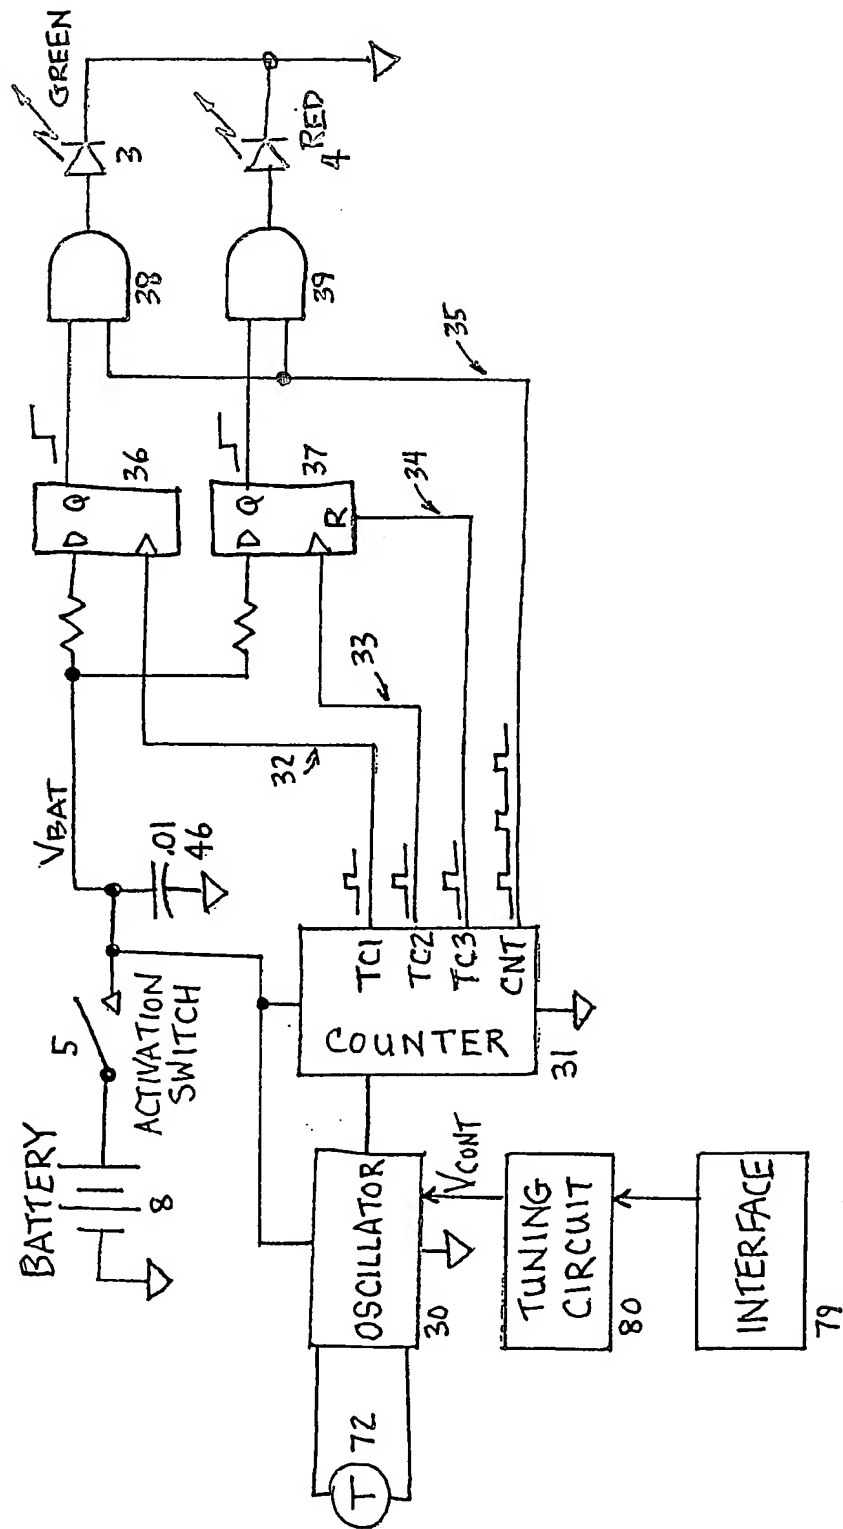 BATTERY
8
5
ACTIVATION
SWITCH
VBAT
.01
46
D
Q
36
38
GREEN
3
D
Q
R
37
39
RED
4
32
33
34
35
T
72
OSCILLATOR
30
COUNTER
TC1
TC2
TC3
CNT
31
VCONT
TUNING
CIRCUIT
80
INTERFACE
79